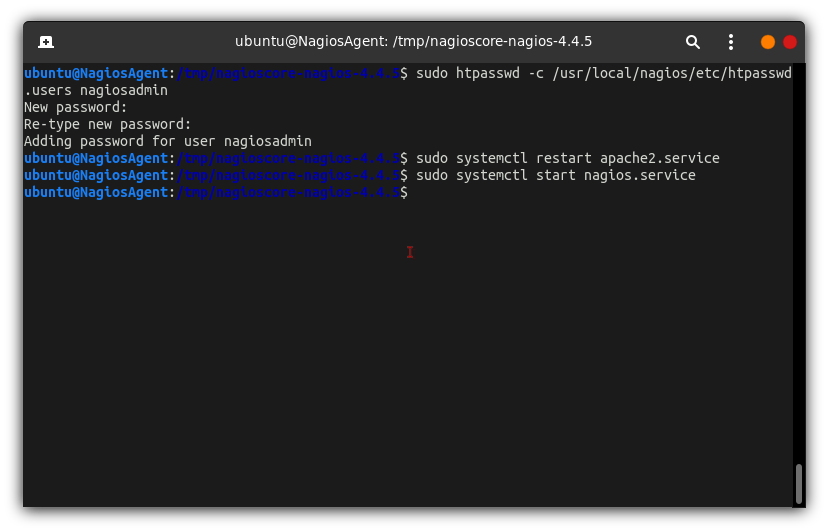 ubuntu@NagiosAgent: /tmp/nagioscore-nagios-4.4.5
ubuntu@NagiosAgent:/tmp/nagioscore-nagios-4.4.5$ sudo htpasswd -c /usr/local/nagios/etc/htpasswd
.users nagiosadmin
New password:
Re-type new password:
Adding password for user nagiosadmin
ubuntu@NagiosAgent:/tmp/nagioscore-nagios-4.4.5$ sudo systemctl restart apache2.service
ubuntu@NagiosAgent:/tmp/nagioscore-nagios-4.4.5$ sudo systemctl start nagios.service
ubuntu@NagiosAgent:/tmp/nagioscore-nagios-4.4.5$